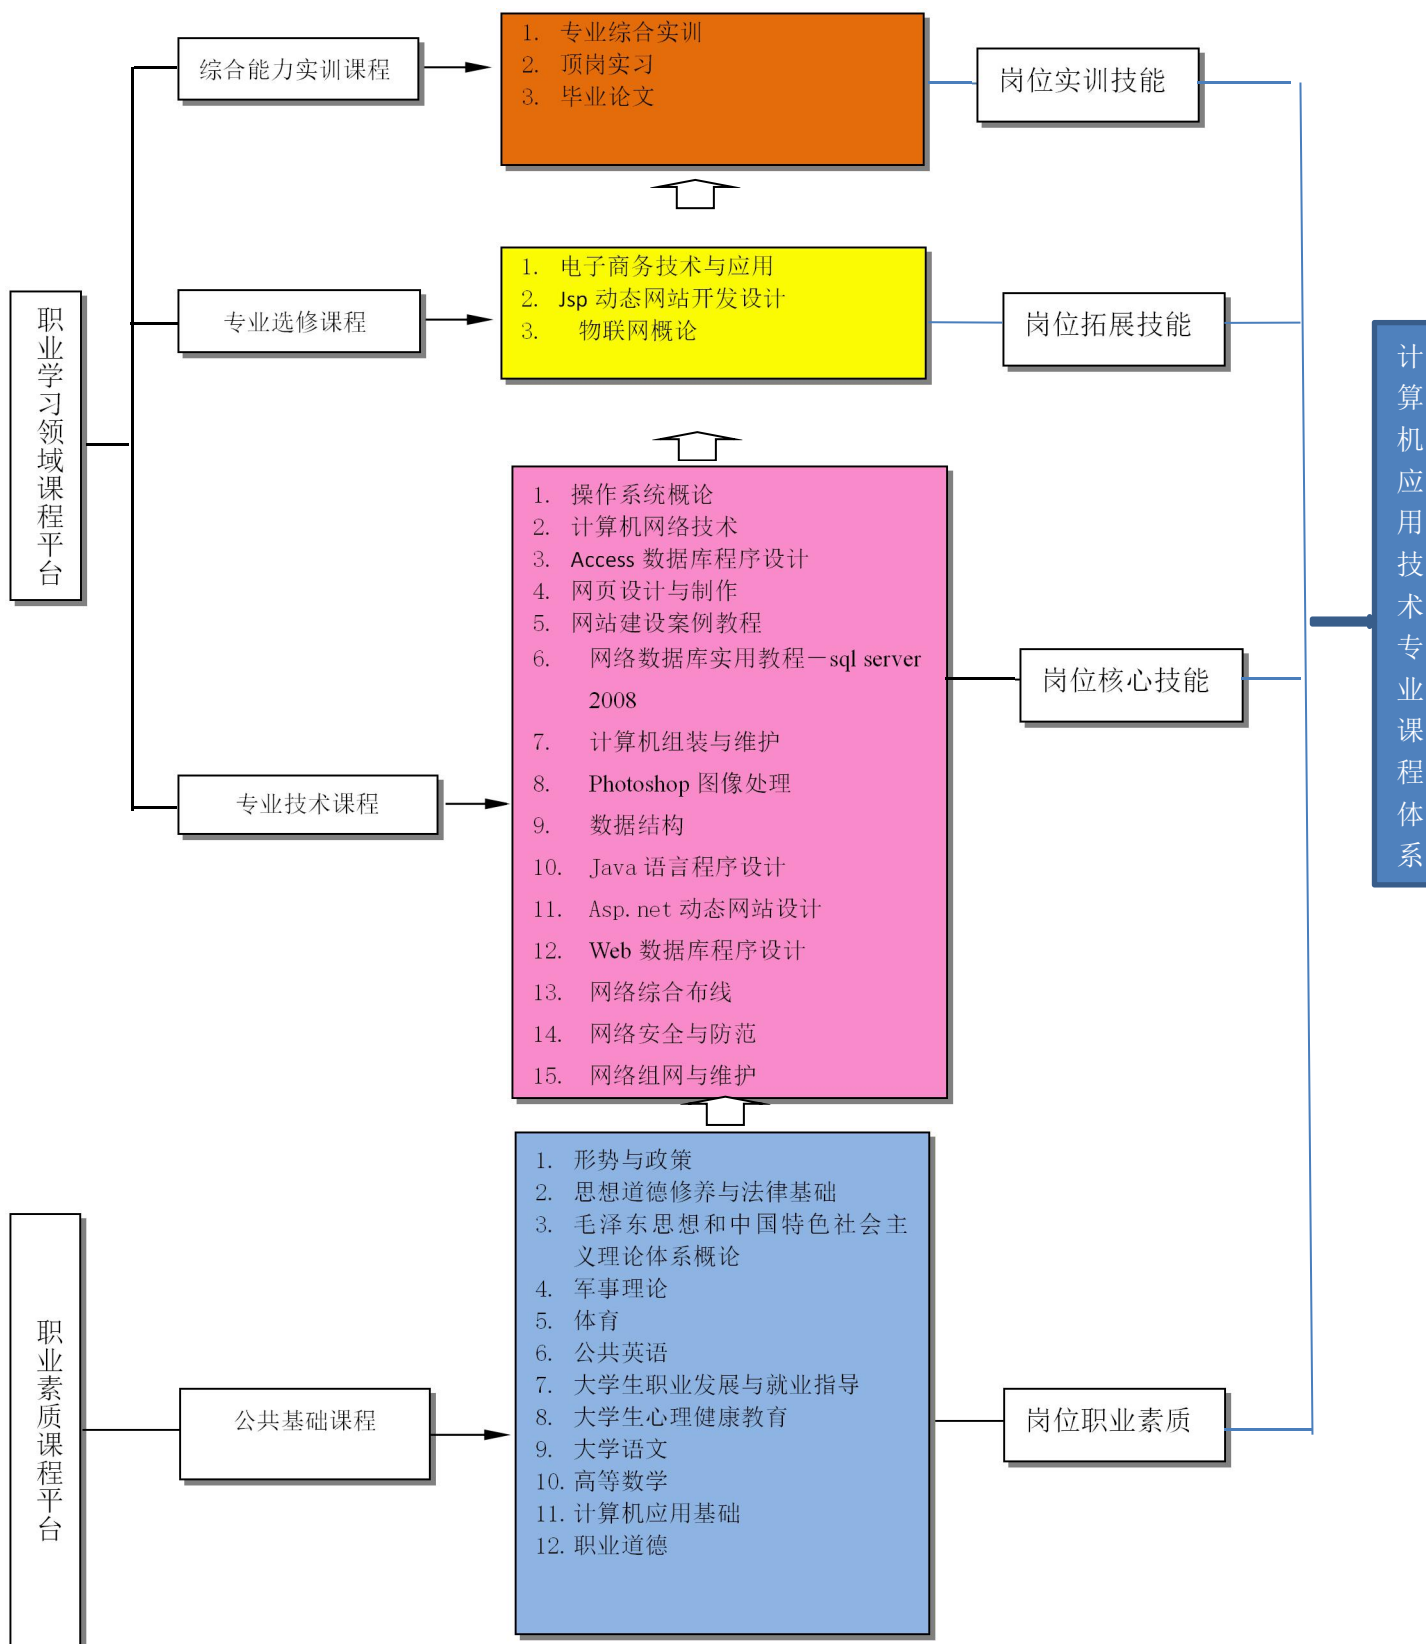 综合能力实训课程
1. 专业综合实训
2. 顶岗实习
3. 毕业论文
岗位实训技能
职业学习领域课程平台
专业选修课程
1. 电子商务技术与应用
2. Jsp 动态网站开发设计
3. 物联网概论
岗位拓展技能
专业技术课程
1. 操作系统概论
2. 计算机网络技术
3. Access 数据库程序设计
4. 网页设计与制作
5. 网站建设案例教程
6. 网络数据库实用教程－sql server
2008
7. 计算机组装与维护
8. Photoshop 图像处理
9. 数据结构
10. Java 语言程序设计
11. Asp.net 动态网站设计
12. Web 数据库程序设计
13. 网络综合布线
14. 网络安全与防范
15. 网络组网与维护
岗位核心技能
计算机应用技术专业课程体系
职业素质课程平台
公共基础课程
1. 形势与政策
2. 思想道德修养与法律基础
3. 毛泽东思想和中国特色社会主
义理论体系概论
4. 军事理论
5. 体育
6. 公共英语
7. 大学生职业发展与就业指导
8. 大学生心理健康教育
9. 大学语文
10. 高等数学
11. 计算机应用基础
12. 职业道德
岗位职业素质